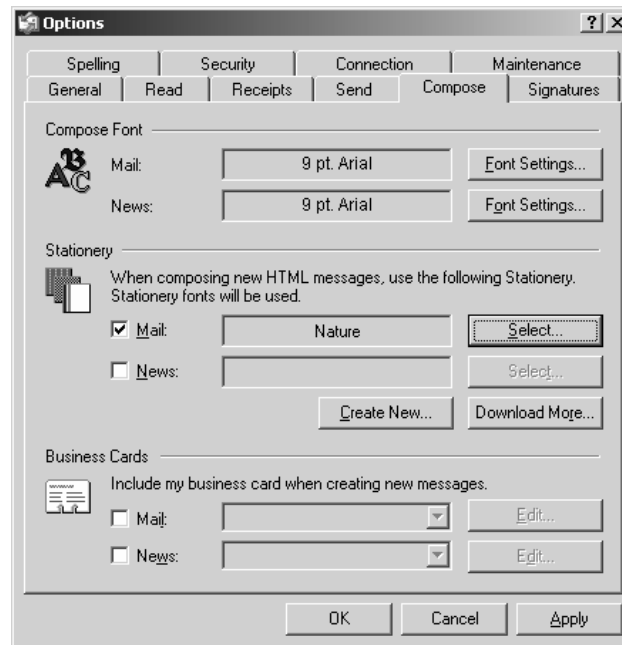 Options
Spelling Security Connection Maintenance
General Read Receipts Send Compose Signatures
Compose Font
Mail: 9 pt. Arial Font Settings...
News: 9 pt. Arial Font Settings...
Stationery
When composing new HTML messages, use the following Stationery.
Stationery fonts will be used.
Mail: Nature Select...
News: Select...
Create New... Download More...
Business Cards
Include my business card when creating new messages.
Mail: Edit...
News: Edit...
OK Cancel Apply